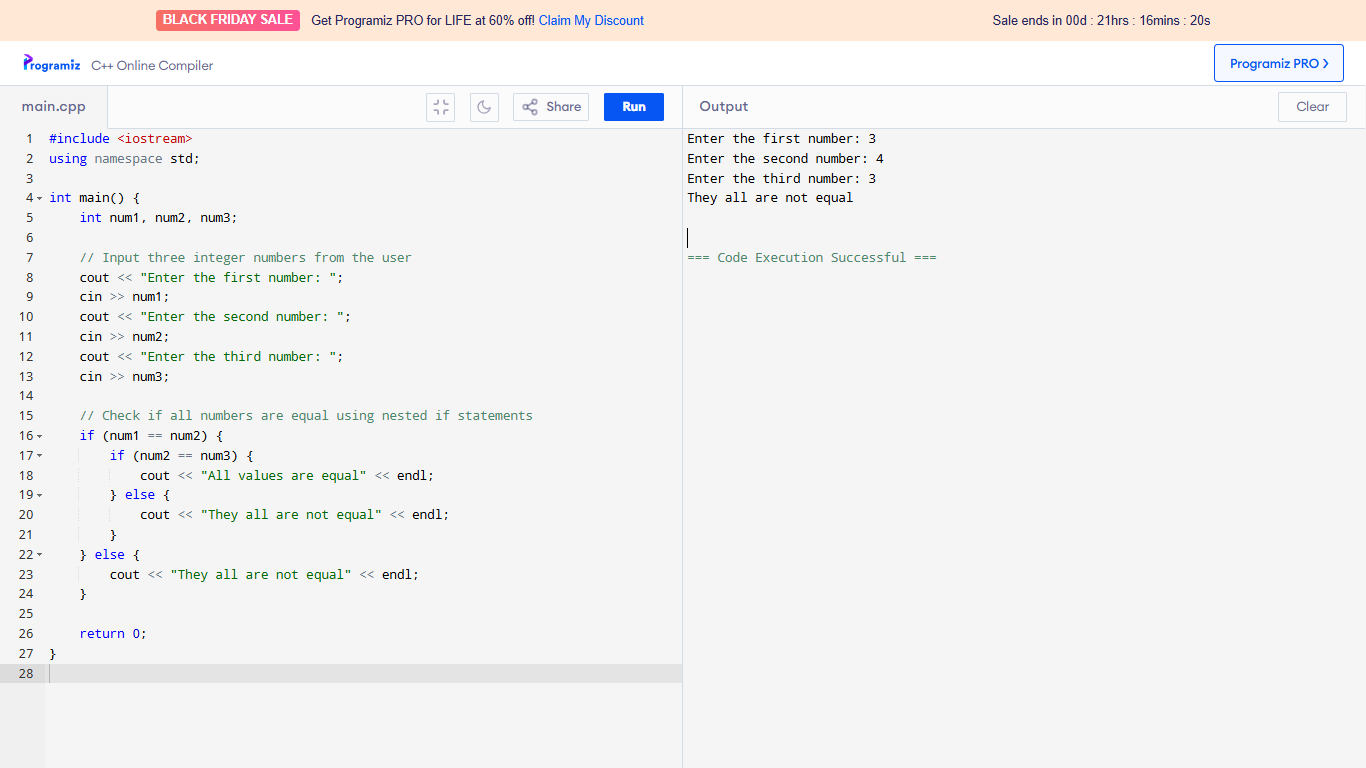 BLACK FRIDAY SALE Get Programiz PRO for LIFE at 60% off! Claim My Discount Sale ends in 00d : 21hrs : 16mins : 20s
Programiz C++ Online Compiler Programiz PRO >
main.cpp Share Run
1 #include <iostream>
2 using namespace std;
3
4 int main() {
5     int num1, num2, num3;
6
7     // Input three integer numbers from the user
8     cout << "Enter the first number: ";
9     cin >> num1;
10     cout << "Enter the second number: ";
11     cin >> num2;
12     cout << "Enter the third number: ";
13     cin >> num3;
14
15     // Check if all numbers are equal using nested if statements
16     if (num1 == num2) {
17         if (num2 == num3) {
18             cout << "All values are equal" << endl;
19         } else {
20             cout << "They all are not equal" << endl;
21         }
22     } else {
23         cout << "They all are not equal" << endl;
24     }
25
26     return 0;
27 }
28
Output Clear
Enter the first number: 3
Enter the second number: 4
Enter the third number: 3
They all are not equal
=== Code Execution Successful ===